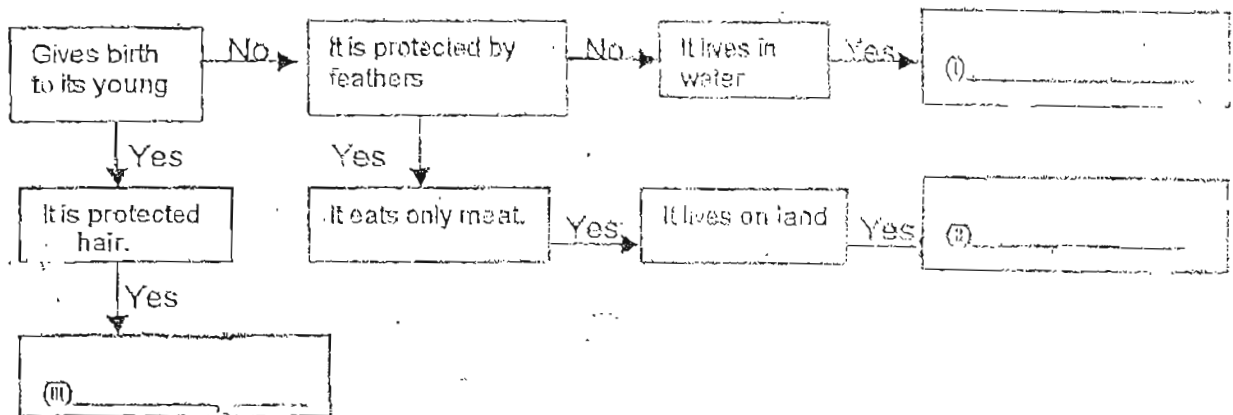 Gives birth
to its young
No
It is protected by
feathers
No
It lives in
water
Yes
(i)
Yes
Yes
It is protected
hair.
It eats only meat.
Yes
It lives on land
Yes
(ii)
Yes
(iii)